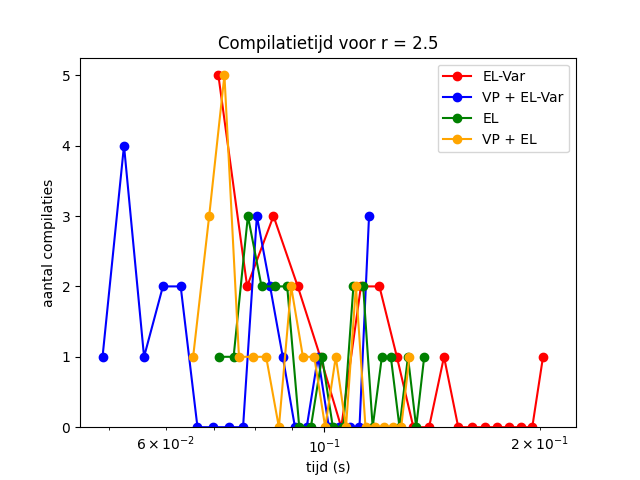 Compilatietijd voor r = 2.5
5
4
3
2
1
0
aantal compilaties
EL-Var
VP + EL-Var
EL
VP + EL
6 × 10⁻²
10⁻¹
2 × 10⁻¹
tijd (s)